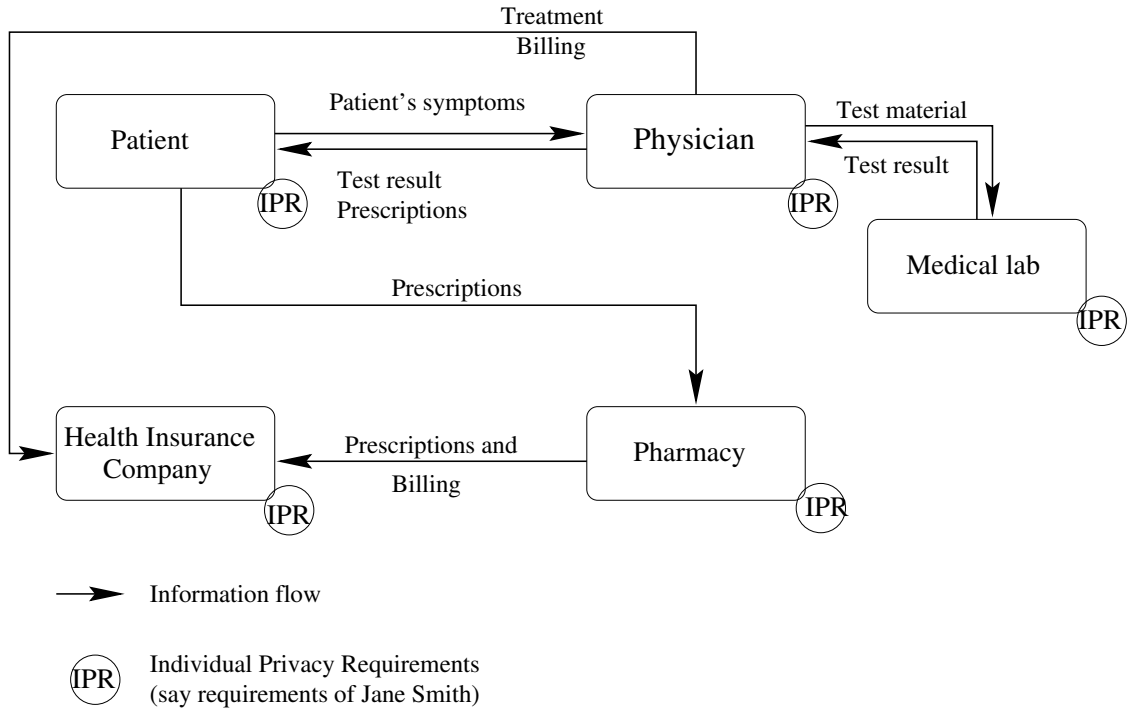 Treatment
Billing
Patient's symptoms
Patient
Physician
Test material
Test result
Test result
Prescriptions
IPR
IPR
Medical lab
IPR
Prescriptions
Health Insurance
Company
Prescriptions and
Billing
Pharmacy
IPR
IPR
Information flow
IPR
Individual Privacy Requirements
(say requirements of Jane Smith)